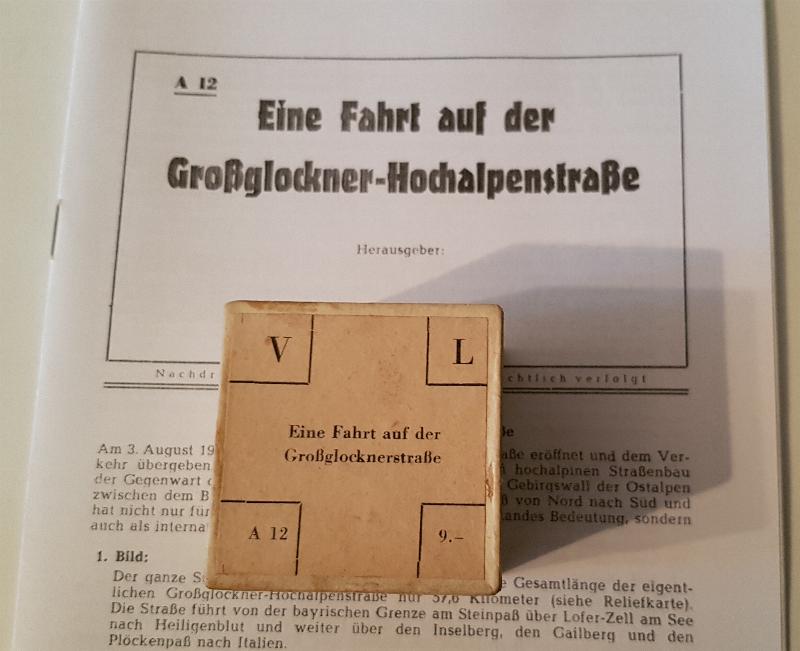 A 12
Eine Fahrt auf der
Großglockner-Hochalpenstraße
Herausgeber:
Nachdr chtlich verfolgt
V L
Eine Fahrt auf der
Großglocknerstraße
A 12 9.–
Am 3. August 19 aße eröffnet und dem Ver-
kehr übergeben hochalpinen Straßenbau
der Gegenwart Gebirgswall der Ostalpen
zwischen dem B von Nord nach Süd und
hat nicht nur für andes Bedeutung, sondern
auch als interna
1. Bild:
Der ganze S e Gesamtlänge der eigent-
lichen Großglockner-Hochalpenstraße nur 57,6 Kilometer (siehe Reliefkarte).
Die Straße führt von der bayrischen Grenze am Steinpaß über Lofer-Zell am See
nach Heiligenblut und weiter über den Inselberg, den Gailberg und den
Plöckenpaß nach Italien.